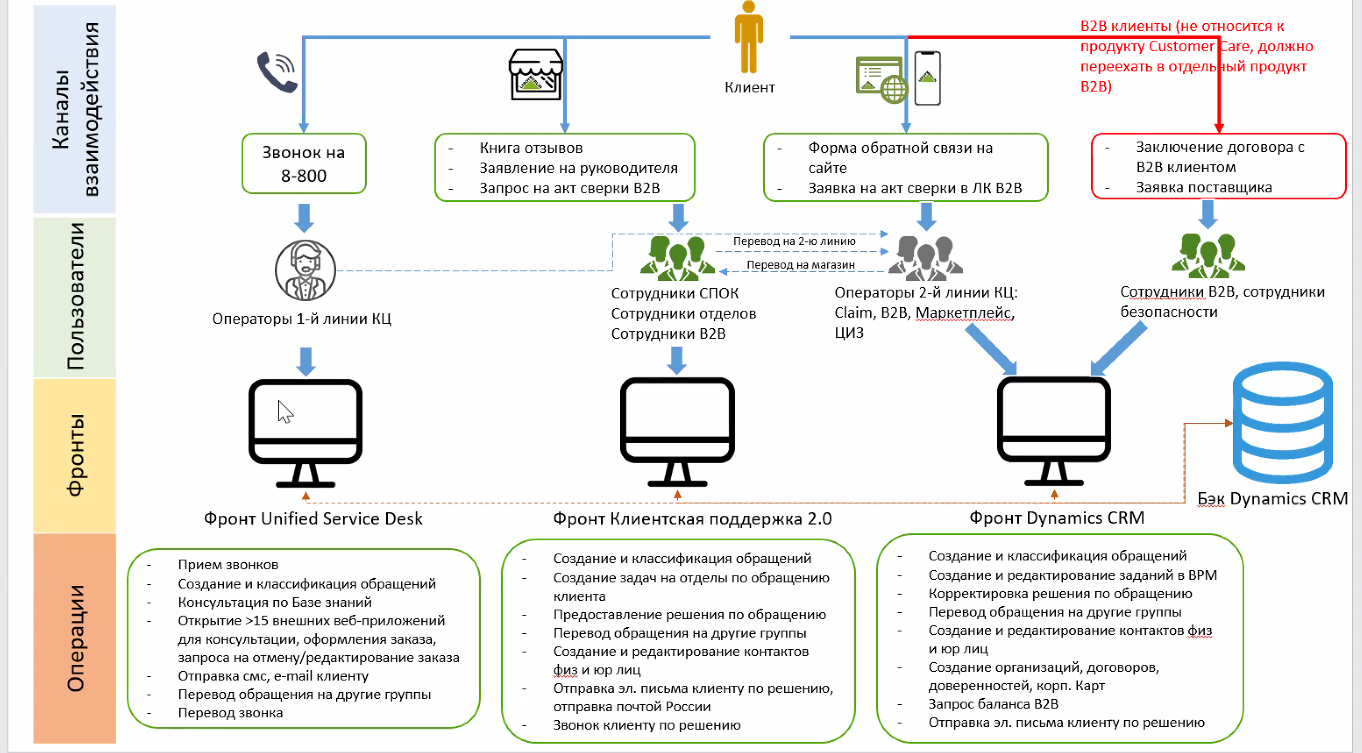 Каналы
взаимодействия
Клиент
B2B клиенты (не относится к
продукту Customer Care, должно
переехать в отдельный продукт
B2B)
Звонок на
8-800
- Книга отзывов
- Заявление на руководителя
- Запрос на акт сверки B2B
- Форма обратной связи на
сайте
- Заявка на акт сверки в ЛК B2B
- Заключение договора с
B2B клиентом
- Заявка поставщика
Пользователи
Перевод на 2-ю линию
Перевод на магазин
Операторы 1-й линии КЦ
Сотрудники СПОК
Сотрудники отделов
Сотрудники B2B
Операторы 2-й линии КЦ:
Claim, B2B, Маркетплейс,
ЦИЗ
Сотрудники B2B, сотрудники
безопасности
Фронты
Бэк Dynamics CRM
Фронт Unified Service Desk
Фронт Клиентская поддержка 2.0
Фронт Dynamics CRM
Операции
- Прием звонков
- Создание и классификация обращений
- Консультация по Базе знаний
- Открытие >15 внешних веб-приложений
для консультации, оформления заказа,
запроса на отмену/редактирование заказа
- Отправка смс, e-mail клиенту
- Перевод обращения на другие группы
- Перевод звонка
- Создание и классификация обращений
- Создание задач на отделы по обращению
клиента
- Предоставление решения по обращению
- Перевод обращения на другие группы
- Создание и редактирование контактов
физ и юр лиц
- Отправка эл. письма клиенту по решению,
отправка почтой России
- Звонок клиенту по решению
- Создание и классификация обращений
- Создание и редактирование заданий в BPM
- Корректировка решения по обращению
- Перевод обращения на другие группы
- Создание и редактирование контактов физ
и юр лиц
- Создание организаций, договоров,
доверенностей, корп. Карт
- Запрос баланса B2B
- Отправка эл. письма клиенту по решению